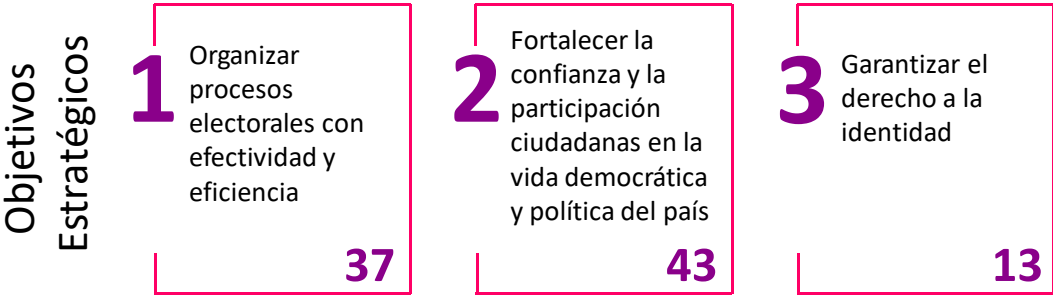 Objetivos
Estratégicos
1
Organizar
procesos
electorales con
efectividad y
eficiencia
37
2
Fortalecer la
confianza y la
participación
ciudadanas en la
vida democrática
y política del país
43
3
Garantizar el
derecho a la
identidad
13